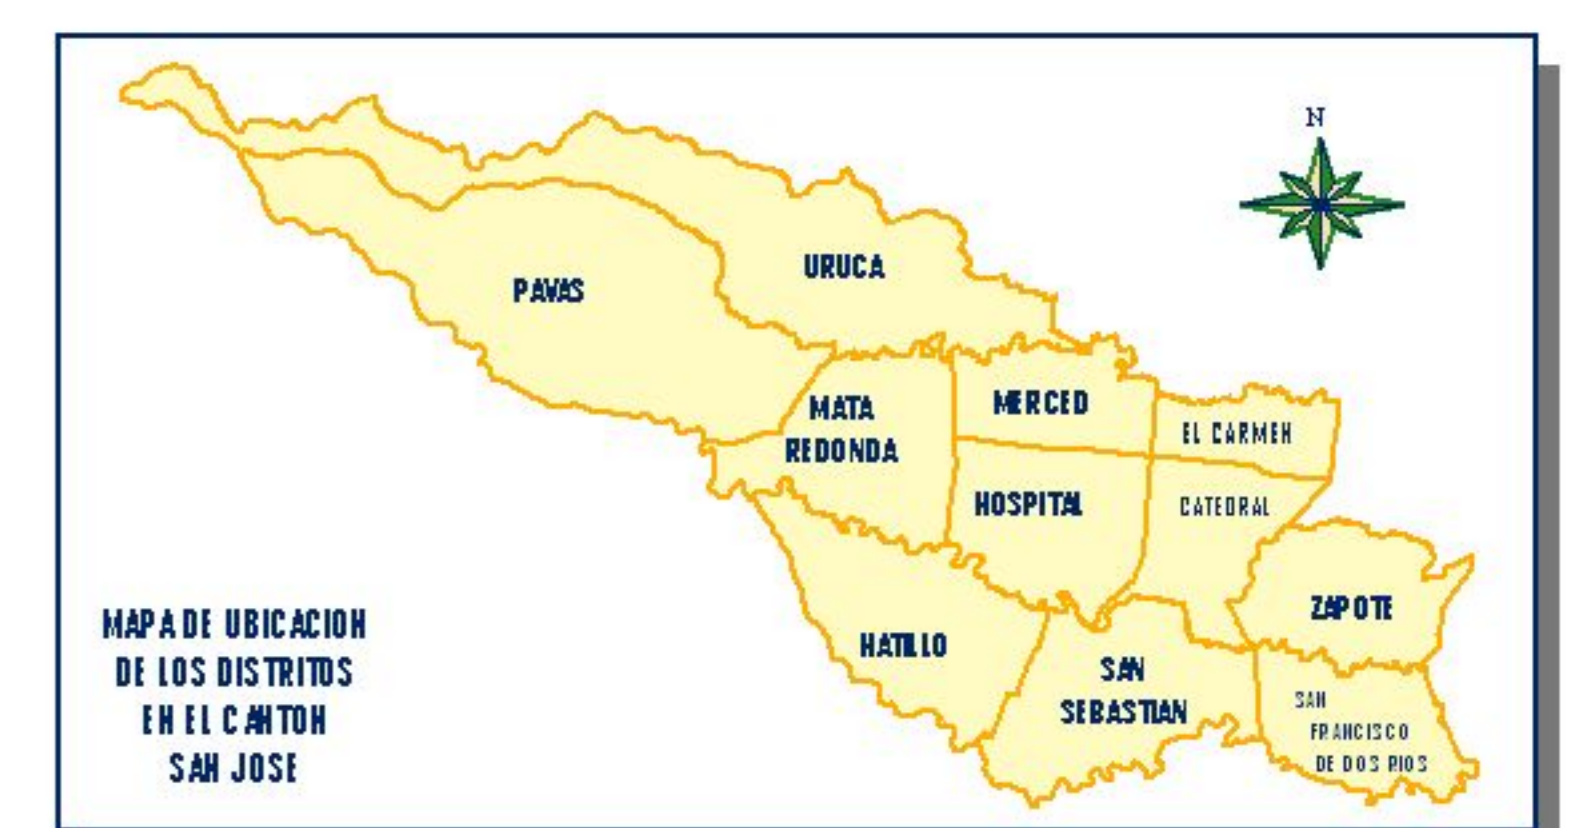 N
URUCA
PAVAS
MERCED
MATA
REDONDA
EL CARMEN
HOSPITAL
CATEDRAL
ZAPOTE
HATILLO
SAN
SEBASTIAN
SAN
FRANCISCO
DE DOS RIOS
MAPA DE UBICACION
DE LOS DISTRITOS
EN EL CANTON
SAN JOSE